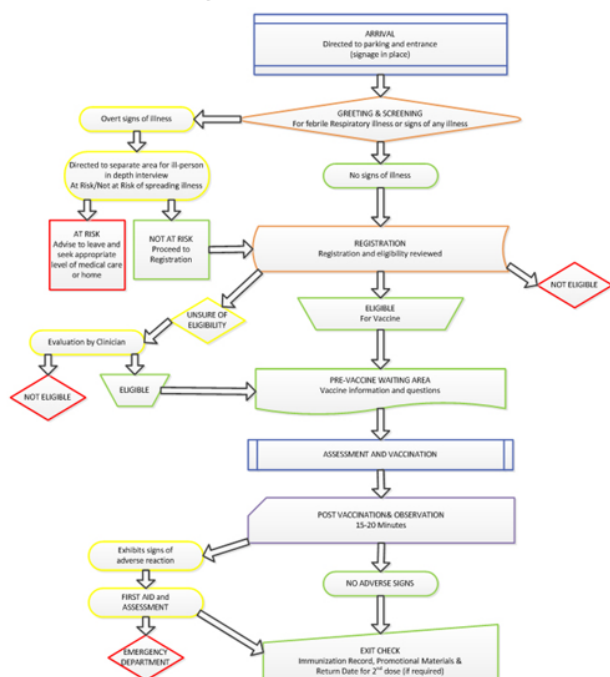 ARRIVAL
Directed to parking and entrance
(signage in place)
GREETING & SCREENING
For febrile Respiratory illness or signs of any illness
Overt signs of illness
Directed to separate area for ill-person
in depth interview
At Risk/Not at Risk of spreading illness
No signs of illness
AT RISK
Advise to leave and
seek appropriate
level of medical care
or home
NOT AT RISK
Proceed to
Registration
REGISTRATION
Registration and eligibility reviewed
NOT ELIGIBLE
UNSURE OF
ELIGIBILITY
ELIGIBLE
For Vaccine
Evaluation by Clinician
NOT ELIGIBLE
ELIGIBLE
PRE-VACCINE WAITING AREA
Vaccine information and questions
ASSESSMENT AND VACCINATION
POST VACCINATION& OBSERVATION
15-20 Minutes
Exhibits signs of
adverse reaction
NO ADVERSE SIGNS
FIRST AID and
ASSESSMENT
EMERGENCY
DEPARTMENT
EXIT CHECK
Immunization Record, Promotional Materials &
Return Date for 2nd dose (if required)